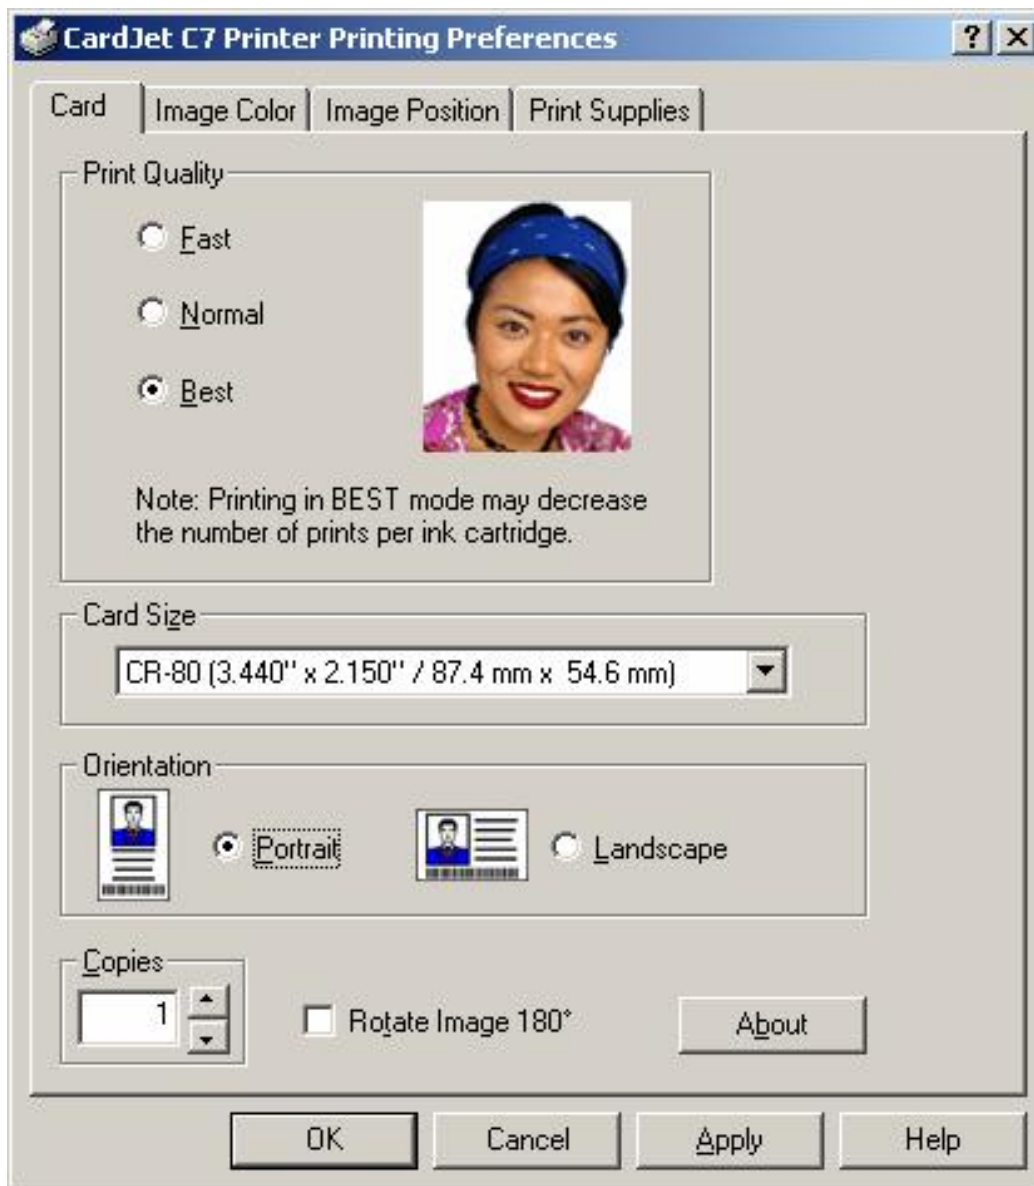 CardJet C7 Printer Printing Preferences
Card Image Color Image Position Print Supplies
Print Quality
Fast
Normal
Best
Note: Printing in BEST mode may decrease
the number of prints per ink cartridge.
Card Size
CR-80 (3.440" x 2.150" / 87.4 mm x 54.6 mm)
Orientation
Portrait
Landscape
Copies
1
Rotate Image 180°
About
OK Cancel Apply Help